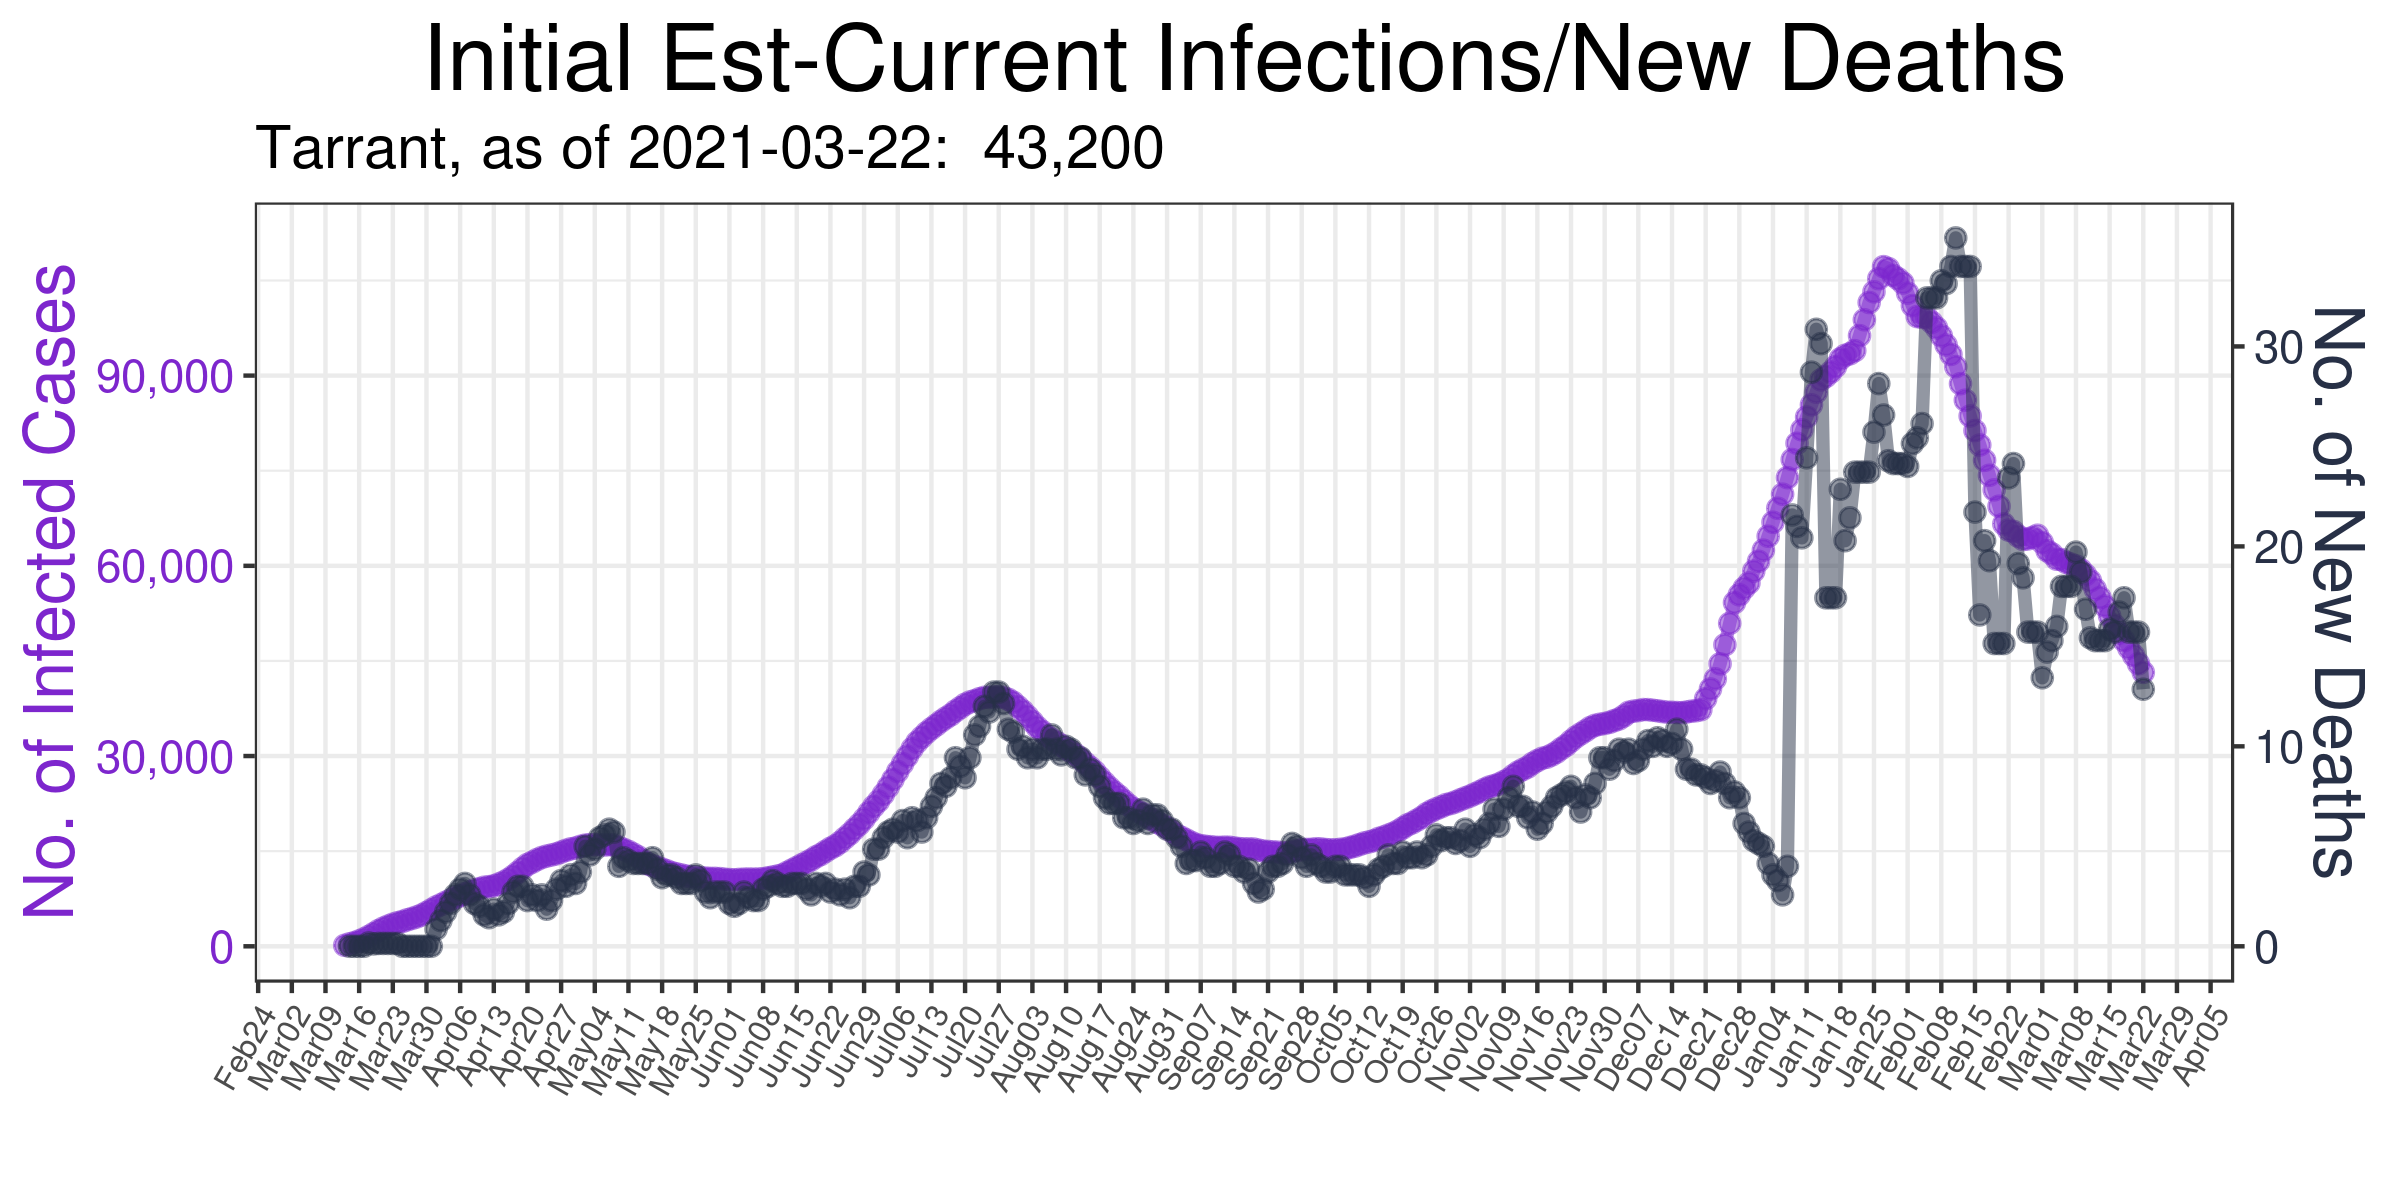 Initial Est-Current Infections/New Deaths
Tarrant, as of 2021-03-22:  43,200
No. of Infected Cases
90,000
60,000
30,000
0
30
20
10
0
No. of New Deaths
Feb24
Mar02
Mar09
Mar16
Mar23
Mar30
Apr06
Apr13
Apr20
Apr27
May04
May11
May18
May25
Jun01
Jun08
Jun15
Jun22
Jun29
Jul06
Jul13
Jul20
Jul27
Aug03
Aug10
Aug17
Aug24
Aug31
Sep07
Sep14
Sep21
Sep28
Oct05
Oct12
Oct19
Oct26
Nov02
Nov09
Nov16
Nov23
Nov30
Dec07
Dec14
Dec21
Dec28
Jan04
Jan11
Jan18
Jan25
Feb01
Feb08
Feb15
Feb22
Mar01
Mar08
Mar15
Mar22
Mar29
Apr05